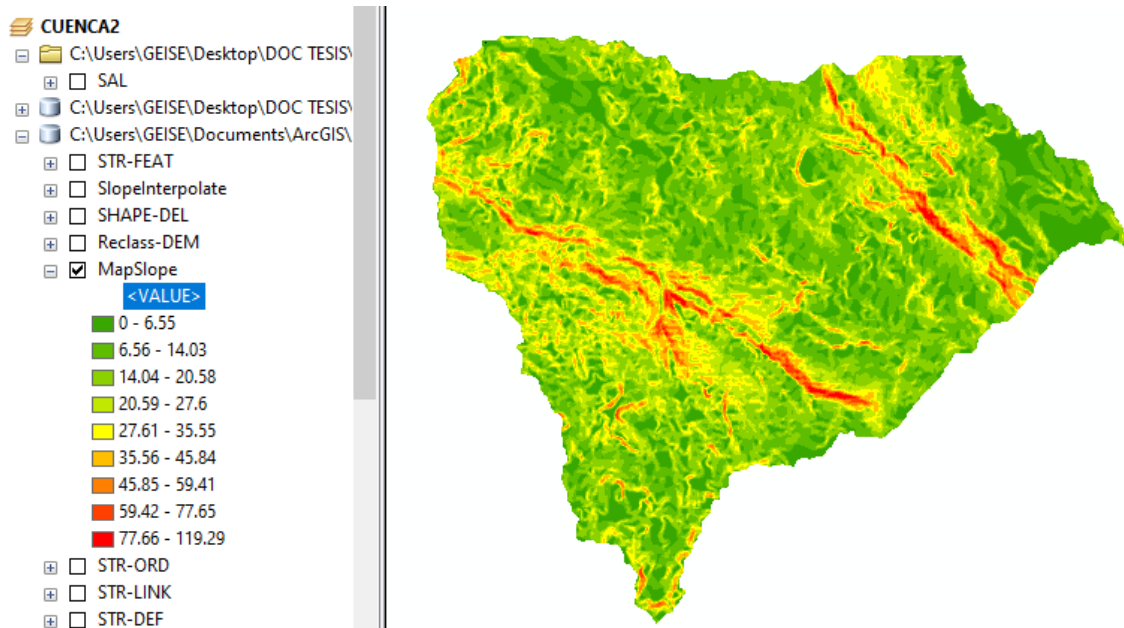 CUENCA2
C:\Users\GEISE\Desktop\DOC TESIS\
SAL
C:\Users\GEISE\Desktop\DOC TESIS\
C:\Users\GEISE\Documents\ArcGIS\
STR-FEAT
SlopeInterpolate
SHAPE-DEL
Reclass-DEM
MapSlope
<VALUE>
0 - 6.55
6.56 - 14.03
14.04 - 20.58
20.59 - 27.6
27.61 - 35.55
35.56 - 45.84
45.85 - 59.41
59.42 - 77.65
77.66 - 119.29
STR-ORD
STR-LINK
STR-DEF